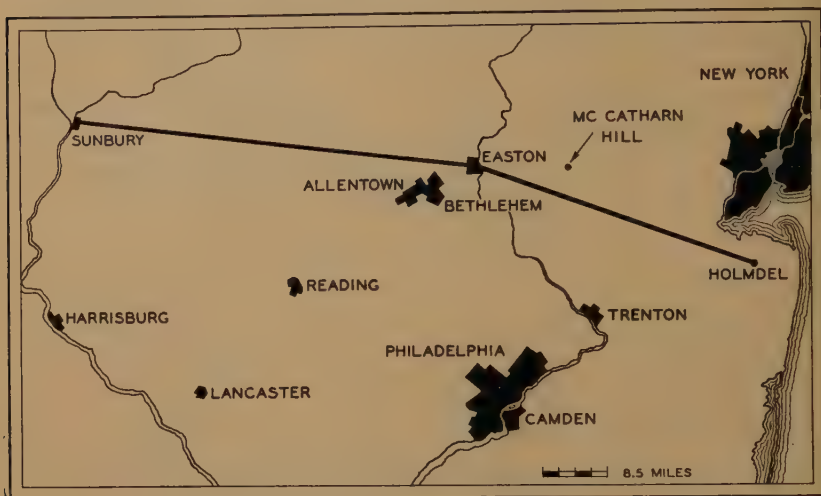 NEW YORK
MC CATHARN
HILL
SUNBURY
EASTON
ALLENTOWN
BETHLEHEM
HOLMDEL
READING
HARRISBURG
TRENTON
PHILADELPHIA
LANCASTER
CAMDEN
8.5 MILES